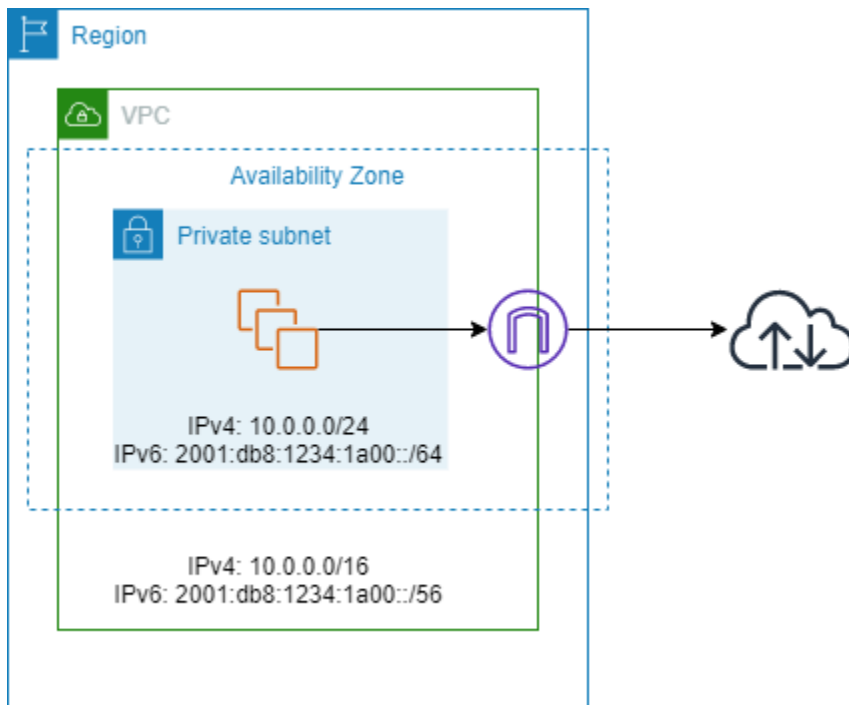 Region
VPC
Availability Zone
Private subnet
IPv4: 10.0.0.0/24
IPv6: 2001:db8:1234:1a00::/64
IPv4: 10.0.0.0/16
IPv6: 2001:db8:1234:1a00::/56